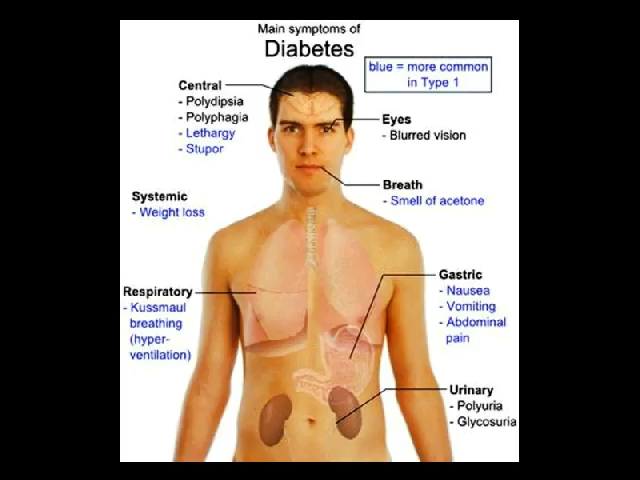 Main symptoms of
Diabetes
blue = more common
in Type 1
Central
- Polydipsia
- Polyphagia
- Lethargy
- Stupor
Eyes
- Blurred vision
Breath
- Smell of acetone
Systemic
- Weight loss
Respiratory
- Kussmaul
breathing
(hyper-
ventilation)
Gastric
- Nausea
- Vomiting
- Abdominal
pain
Urinary
- Polyuria
- Glycosuria